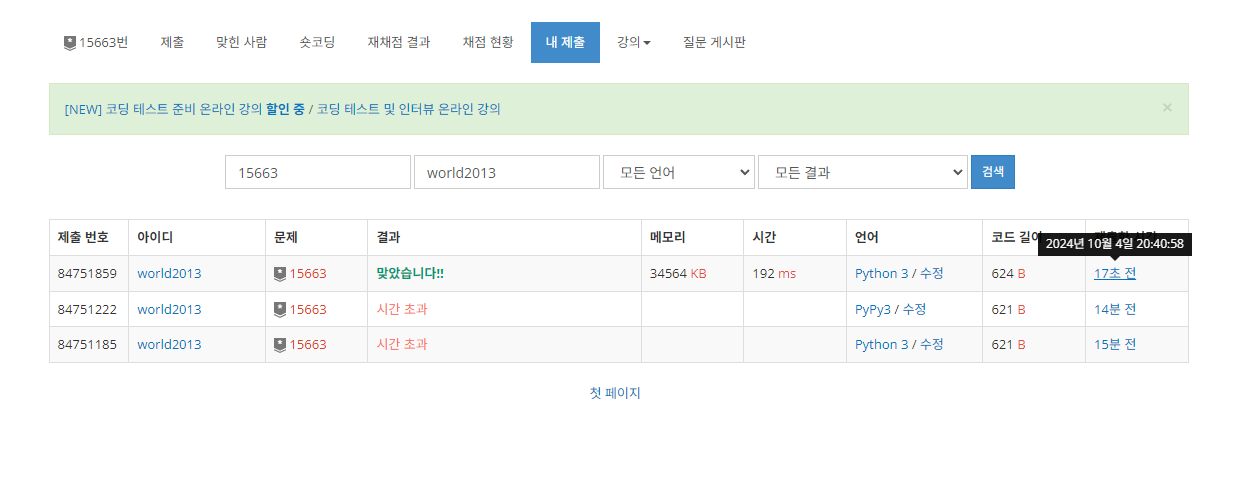 15663번 제출 맞힌 사람 숏코딩 재채점 결과 채점 현황 내 제출 강의 질문 게시판
[NEW] 코딩 테스트 준비 온라인 강의 할인 중 / 코딩 테스트 및 인터뷰 온라인 강의 ×
15663 world2013 모든 언어 모든 결과 검색
제출 번호 아이디 문제 결과 메모리 시간 언어 코드 길이
2024년 10월 4일 20:40:58
84751859 world2013 15663 맞았습니다!! 34564 KB 192 ms Python 3 / 수정 624 B 17초 전
84751222 world2013 15663 시간 초과 PyPy3 / 수정 621 B 14분 전
84751185 world2013 15663 시간 초과 Python 3 / 수정 621 B 15분 전
첫 페이지